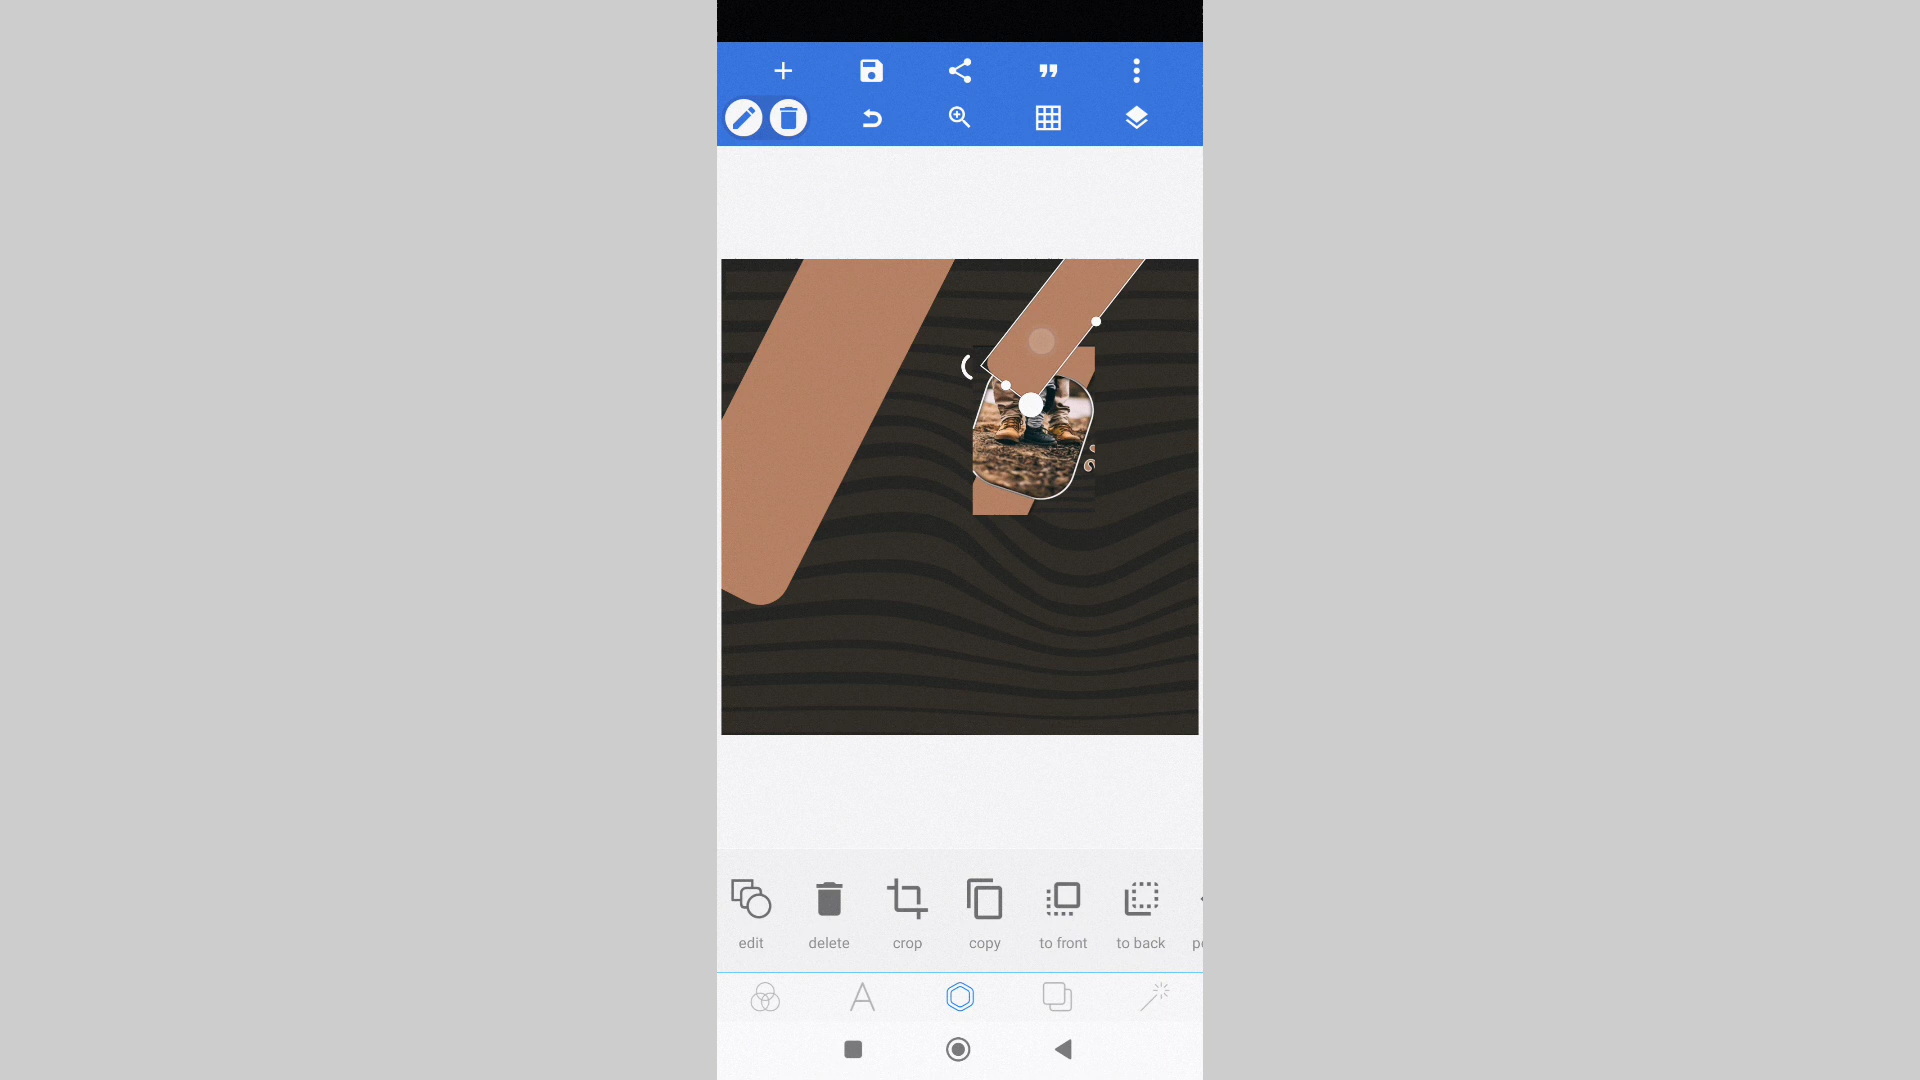 edit
delete
crop
copy
to front
to back